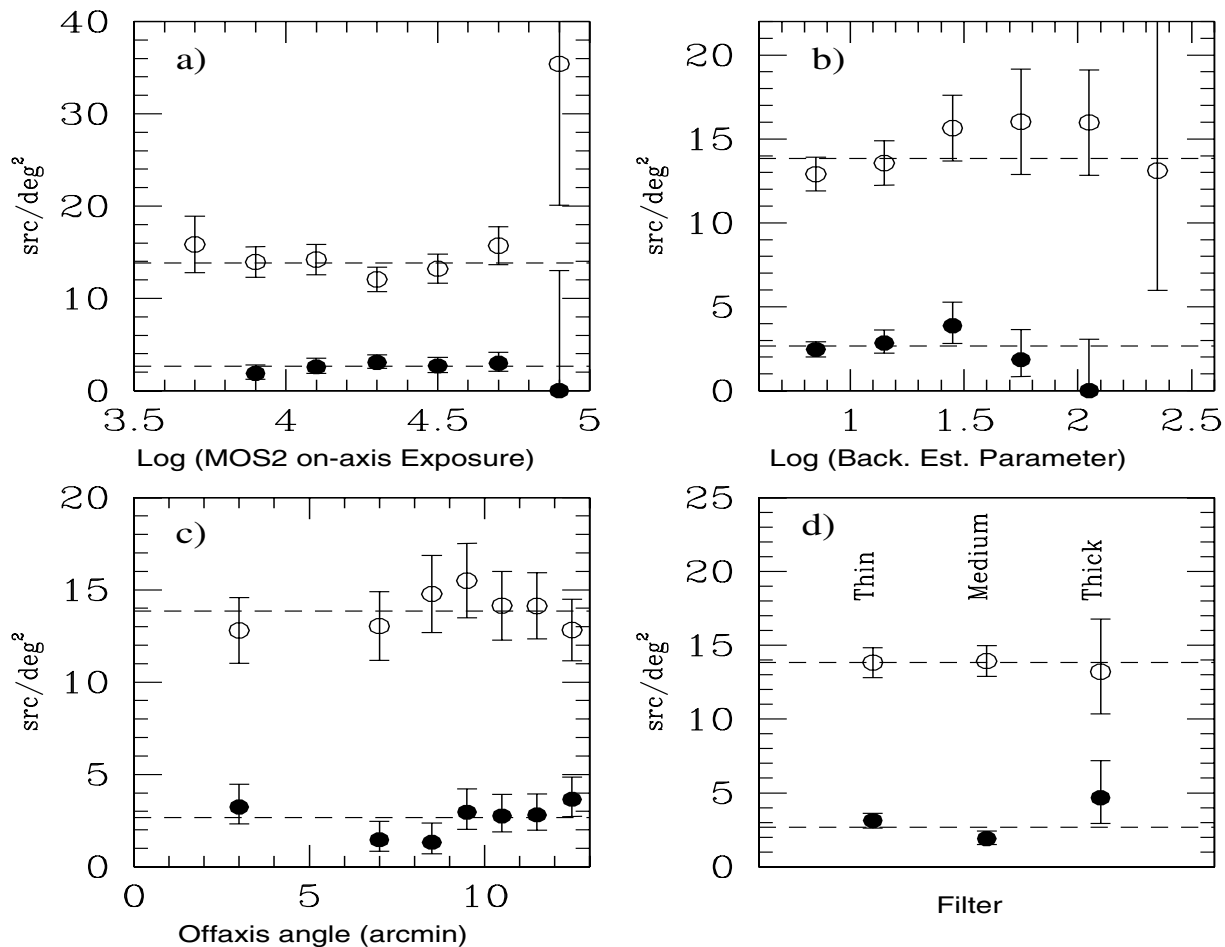 a)
40
30
20
10
0
src/deg²
3.5 4 4.5 5
Log (MOS2 on-axis Exposure)
b)
20
15
10
5
0
src/deg²
1 1.5 2 2.5
Log (Back. Est. Parameter)
c)
20
15
10
5
0
src/deg²
0 5 10
Offaxis angle (arcmin)
d)
25
20
15
10
5
0
src/deg²
Thin
Medium
Thick
Filter